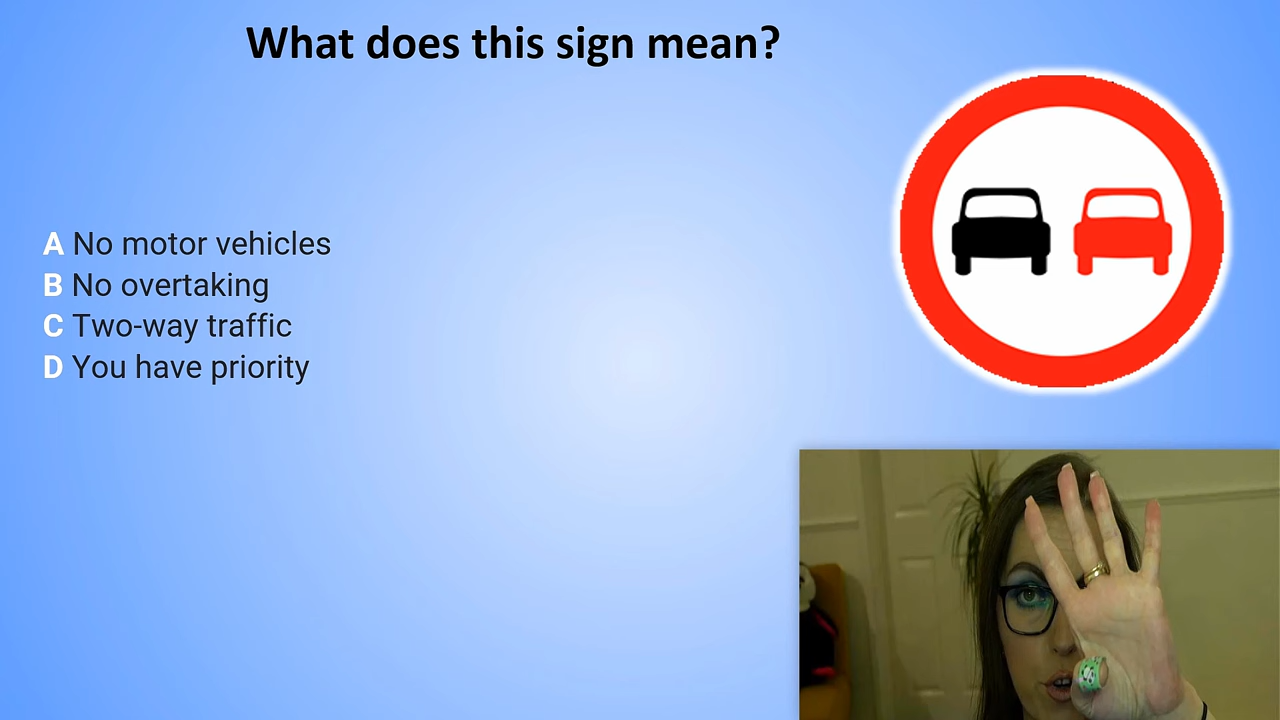 What does this sign mean?
A No motor vehicles
B No overtaking
C Two-way traffic
D You have priority